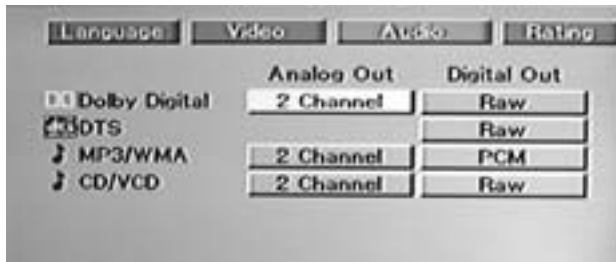 Language Video Audio Rating
Analog Out Digital Out
Dolby Digital 2 Channel Raw
DTS Raw
MP3/WMA 2 Channel PCM
CD/VCD 2 Channel Raw